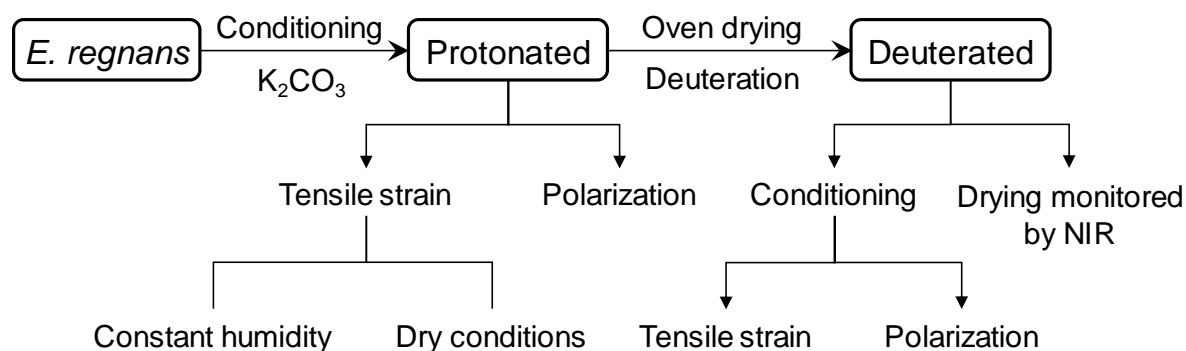 E. regnans
Conditioning
K₂CO₃
Protonated
Oven drying
Deuteration
Deuterated
Tensile strain
Polarization
Conditioning
Drying monitored
by NIR
Constant humidity
Dry conditions
Tensile strain
Polarization